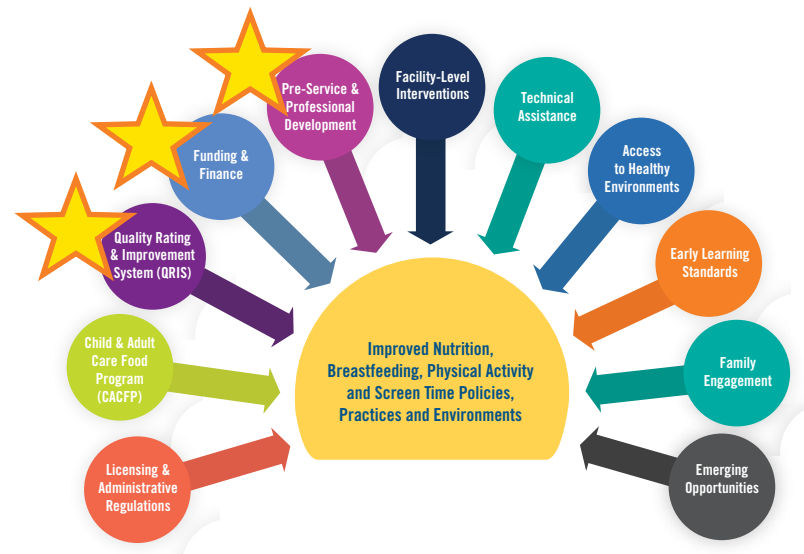 Pre-Service &
Professional
Development
Facility-Level
Interventions
Technical
Assistance
Funding &
Finance
Access
to Healthy
Environments
Quality Rating
& Improvement
System (QRIS)
Early Learning
Standards
Child & Adult
Care Food
Program
(CACFP)
Improved Nutrition,
Breastfeeding, Physical Activity
and Screen Time Policies,
Practices and Environments
Family
Engagement
Licensing &
Administrative
Regulations
Emerging
Opportunities